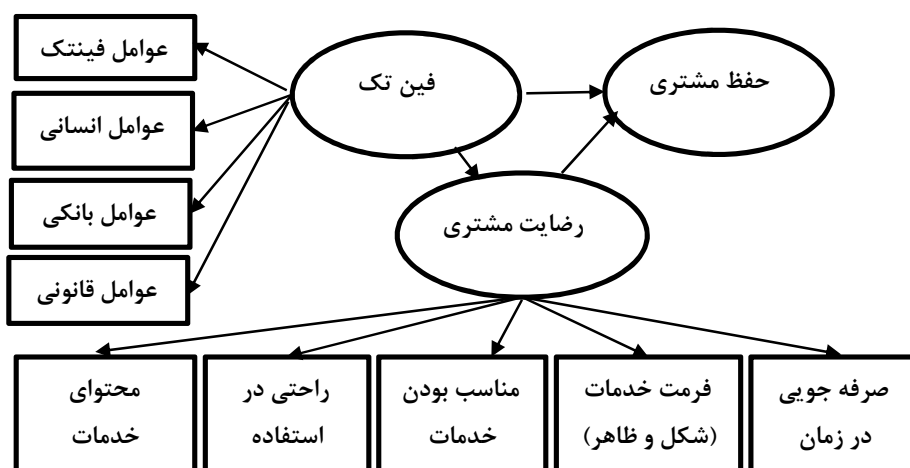 عوامل فینتک
عوامل انسانی
عوامل بانکی
عوامل قانونی
فین تک
حفظ مشتری
رضایت مشتری
صرفه جویی
در زمان
فرمت خدمات
(شکل و ظاهر)
مناسب بودن
خدمات
راحتی در
استفاده
محتوای
خدمات